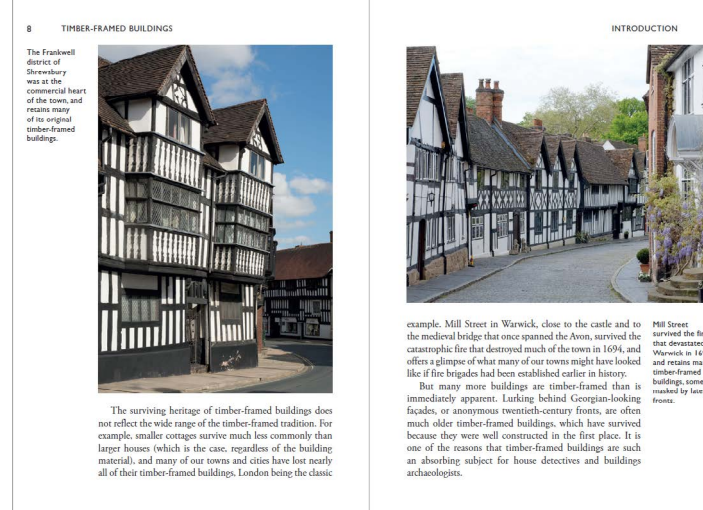 8 TIMBER-FRAMED BUILDINGS
The Frankwell
district of
Shrewsbury
was at the
commercial heart
of the town, and
retains many
of its original
timber-framed
buildings.
The surviving heritage of timber-framed buildings does
not reflect the wide range of the timber-framed tradition. For
example, smaller cottages survive much less commonly than
larger houses (which is the case, regardless of the building
material), and many of our towns and cities have lost nearly
all of their timber-framed buildings, London being the classic
INTRODUCTION
example. Mill Street in Warwick, close to the castle and to
the medieval bridge that once spanned the Avon, survived the
catastrophic fire that destroyed much of the town in 1694, and
offers a glimpse of what many of our towns might have looked
like if fire brigades had been established earlier in history.
But many more buildings are timber-framed than is
immediately apparent. Lurking behind Georgian-looking
façades, or anonymous twentieth-century fronts, are often
much older timber-framed buildings, which have survived
because they were well constructed in the first place. It is
one of the reasons that timber-framed buildings are such
an absorbing subject for house detectives and buildings
archaeologists.
Mill Street
survived the
that devastated
Warwick in
and retains
timber-framed
buildings, some
masked by
fronts.